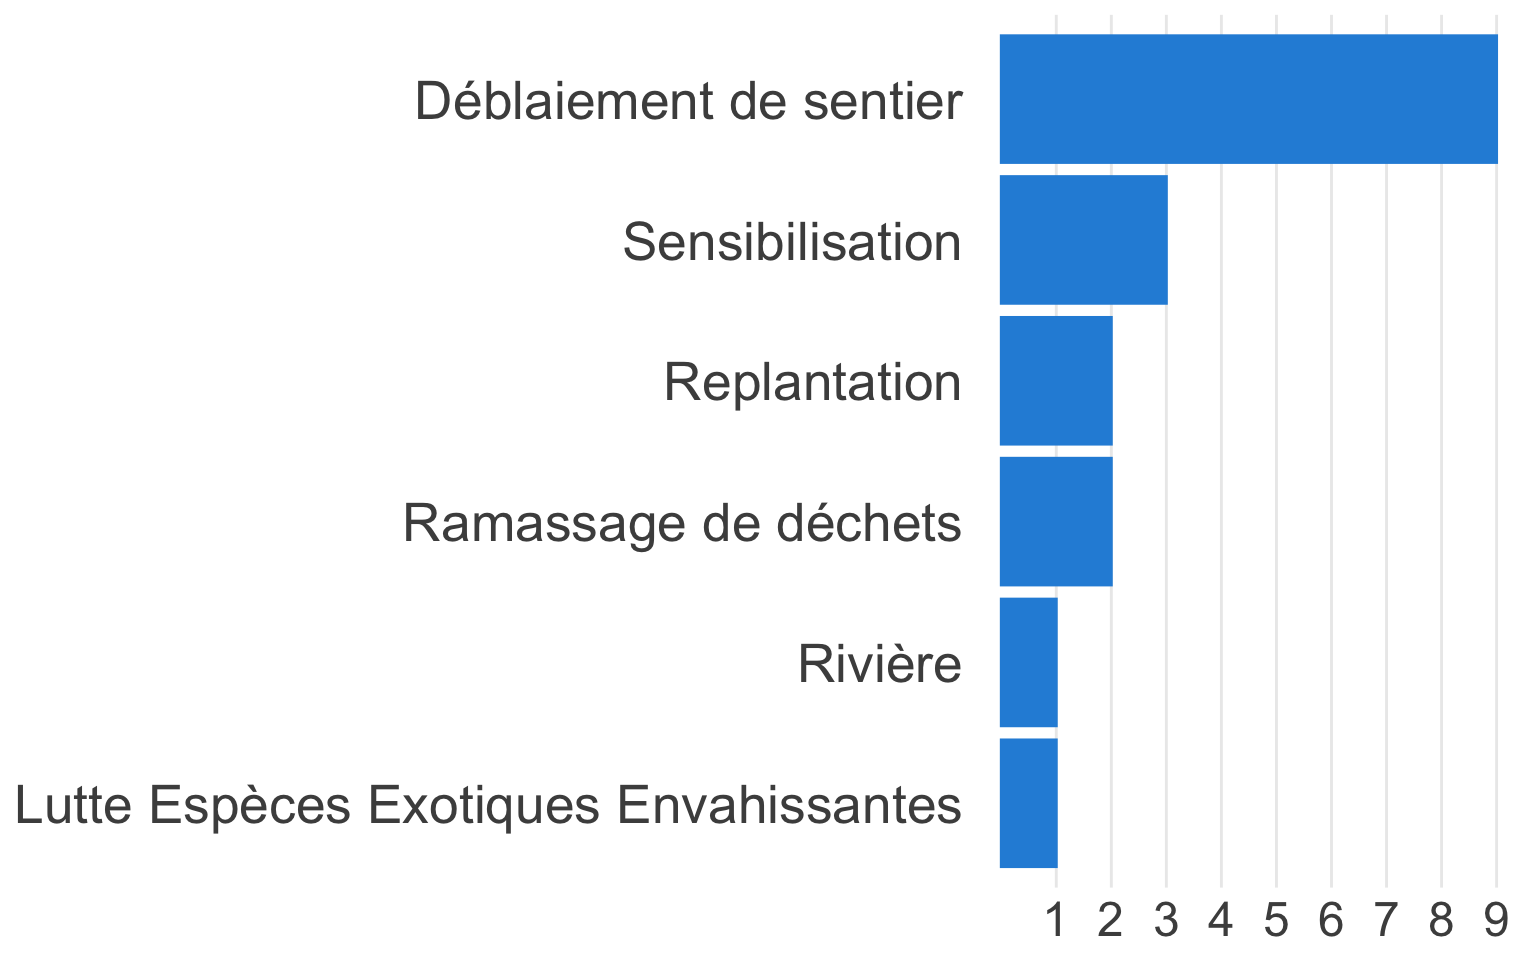 Déblaiement de sentier
Sensibilisation
Replantation
Ramassage de déchets
Rivière
Lutte Espèces Exotiques Envahissantes
1 2 3 4 5 6 7 8 9